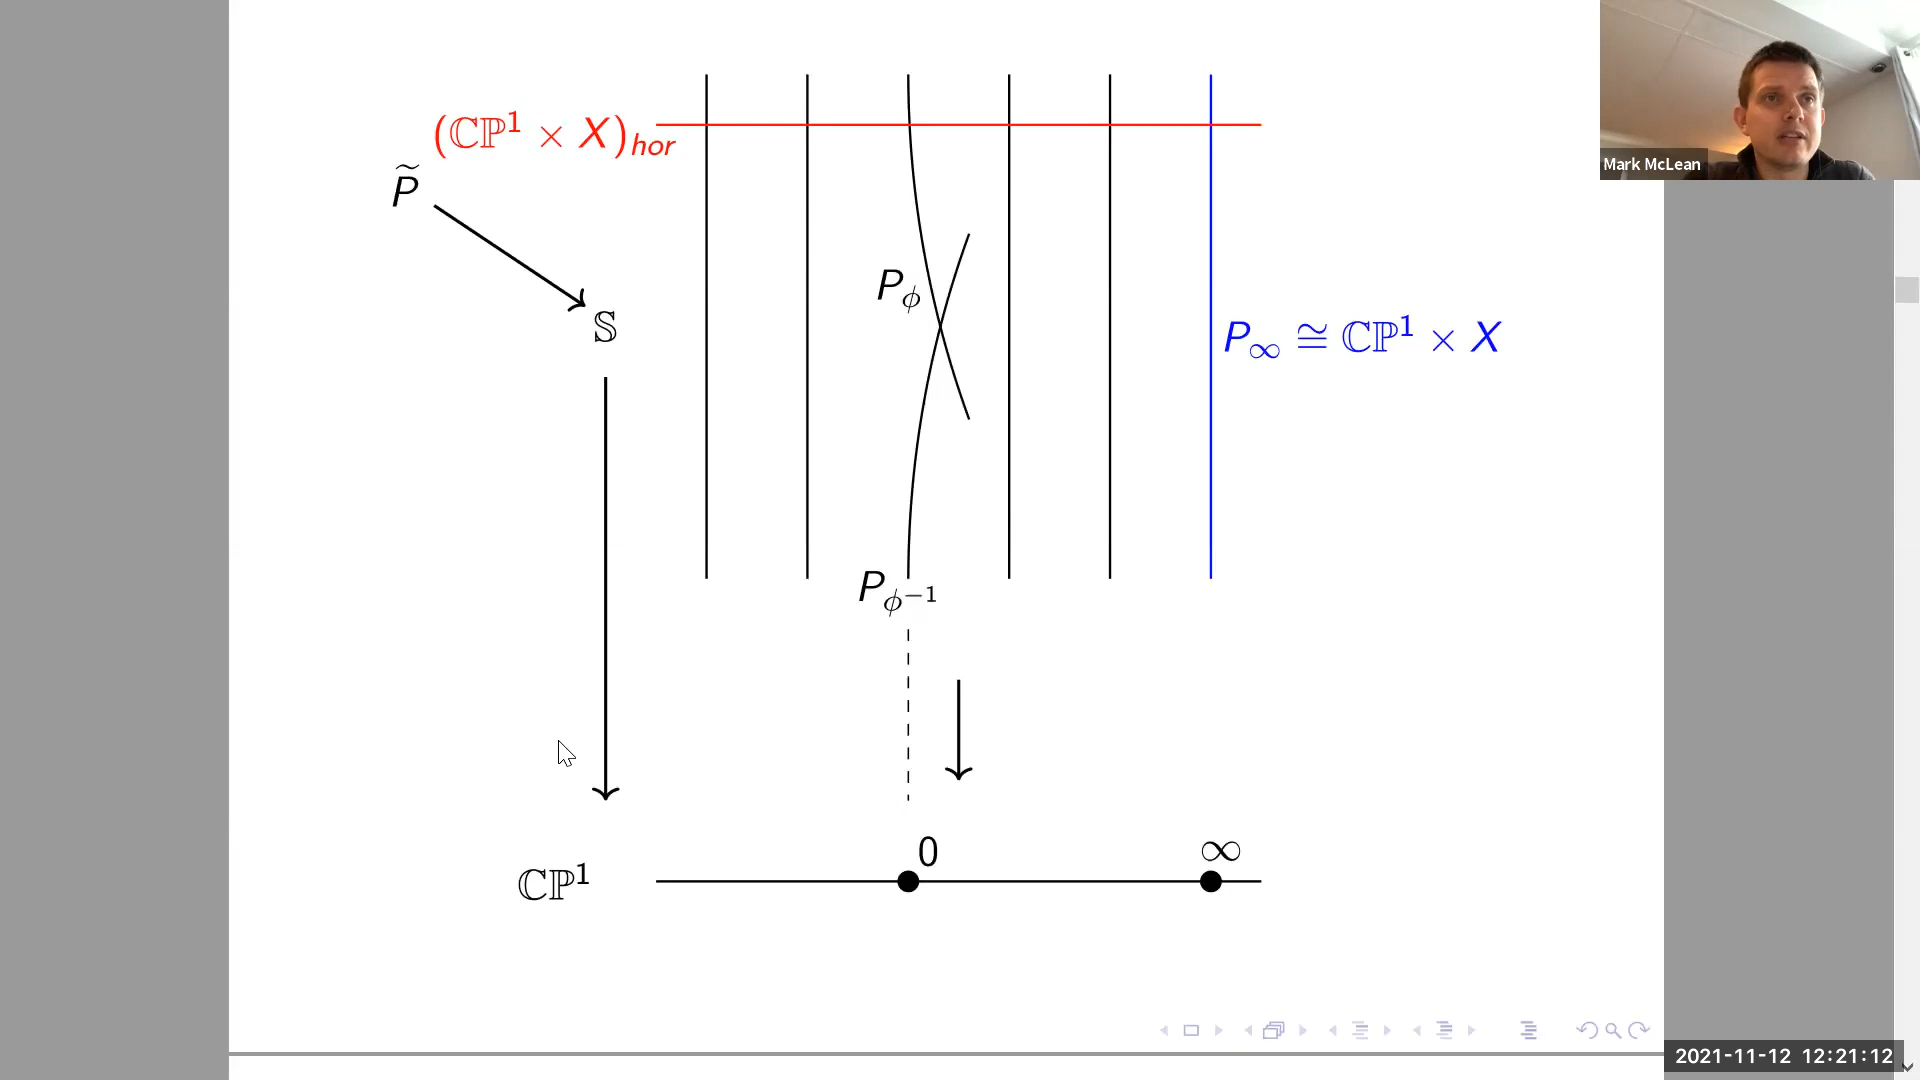 (ℂℙ¹ × X)_hor
P̃
P_ϕ
𝕊
P_∞ ≅ ℂℙ¹ × X
P_ϕ⁻¹
0
∞
ℂℙ¹
Mark McLean
2021-11-12 12:21:12